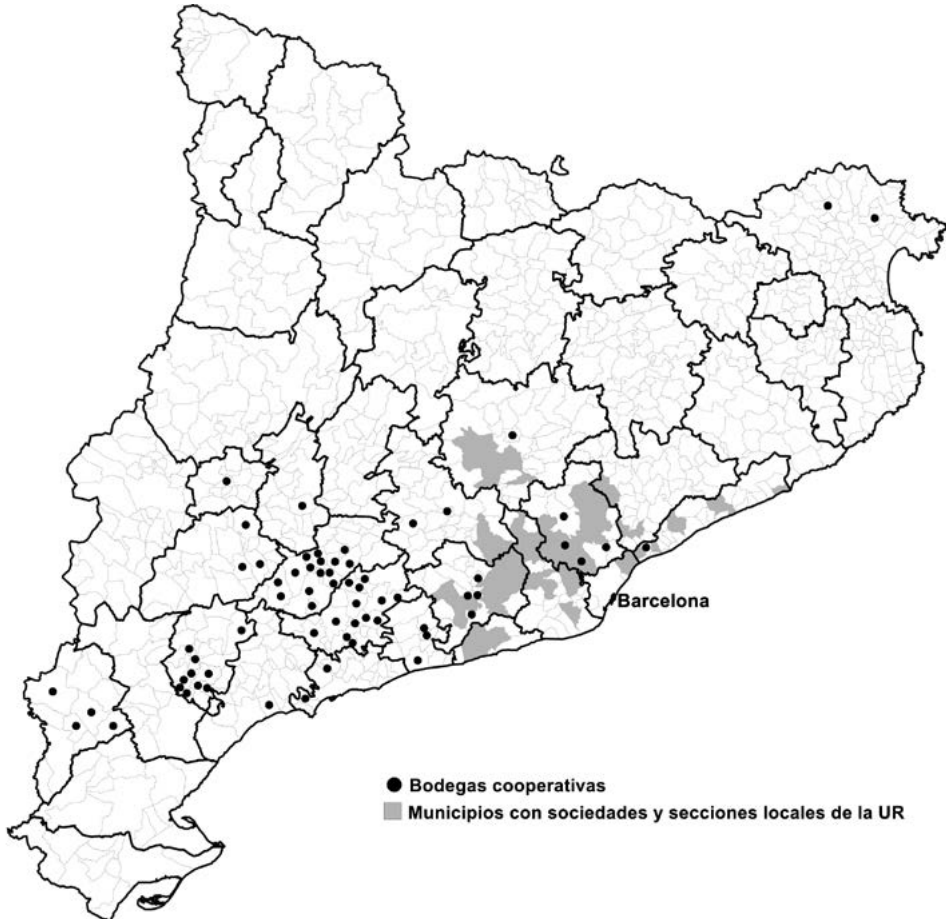 Barcelona
Bodegas cooperativas
Municipios con sociedades y secciones locales de la UR